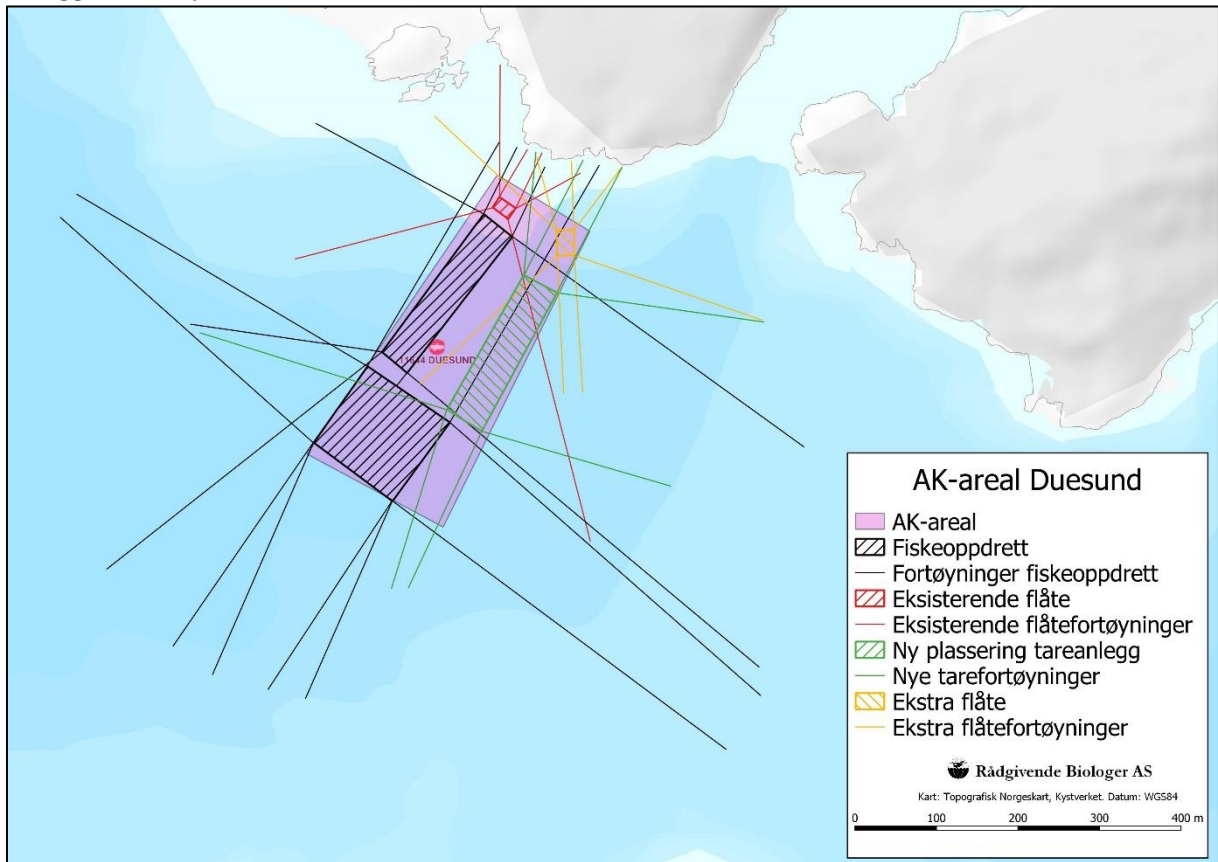 11644 DUESUND
AK-areal Duesund
AK-areal
Fiskeoppdrett
Fortøyninger fiskeoppdrett
Eksisterende flåte
Eksisterende flåtefortøyninger
Ny plassering tareanlegg
Nye tarefortøyninger
Ekstra flåte
Ekstra flåtefortøyninger
Rådgivende Biologer AS
Kart: Topografisk Norgeskart, Kystverket. Datum: WGS84
0 100 200 300 400 m